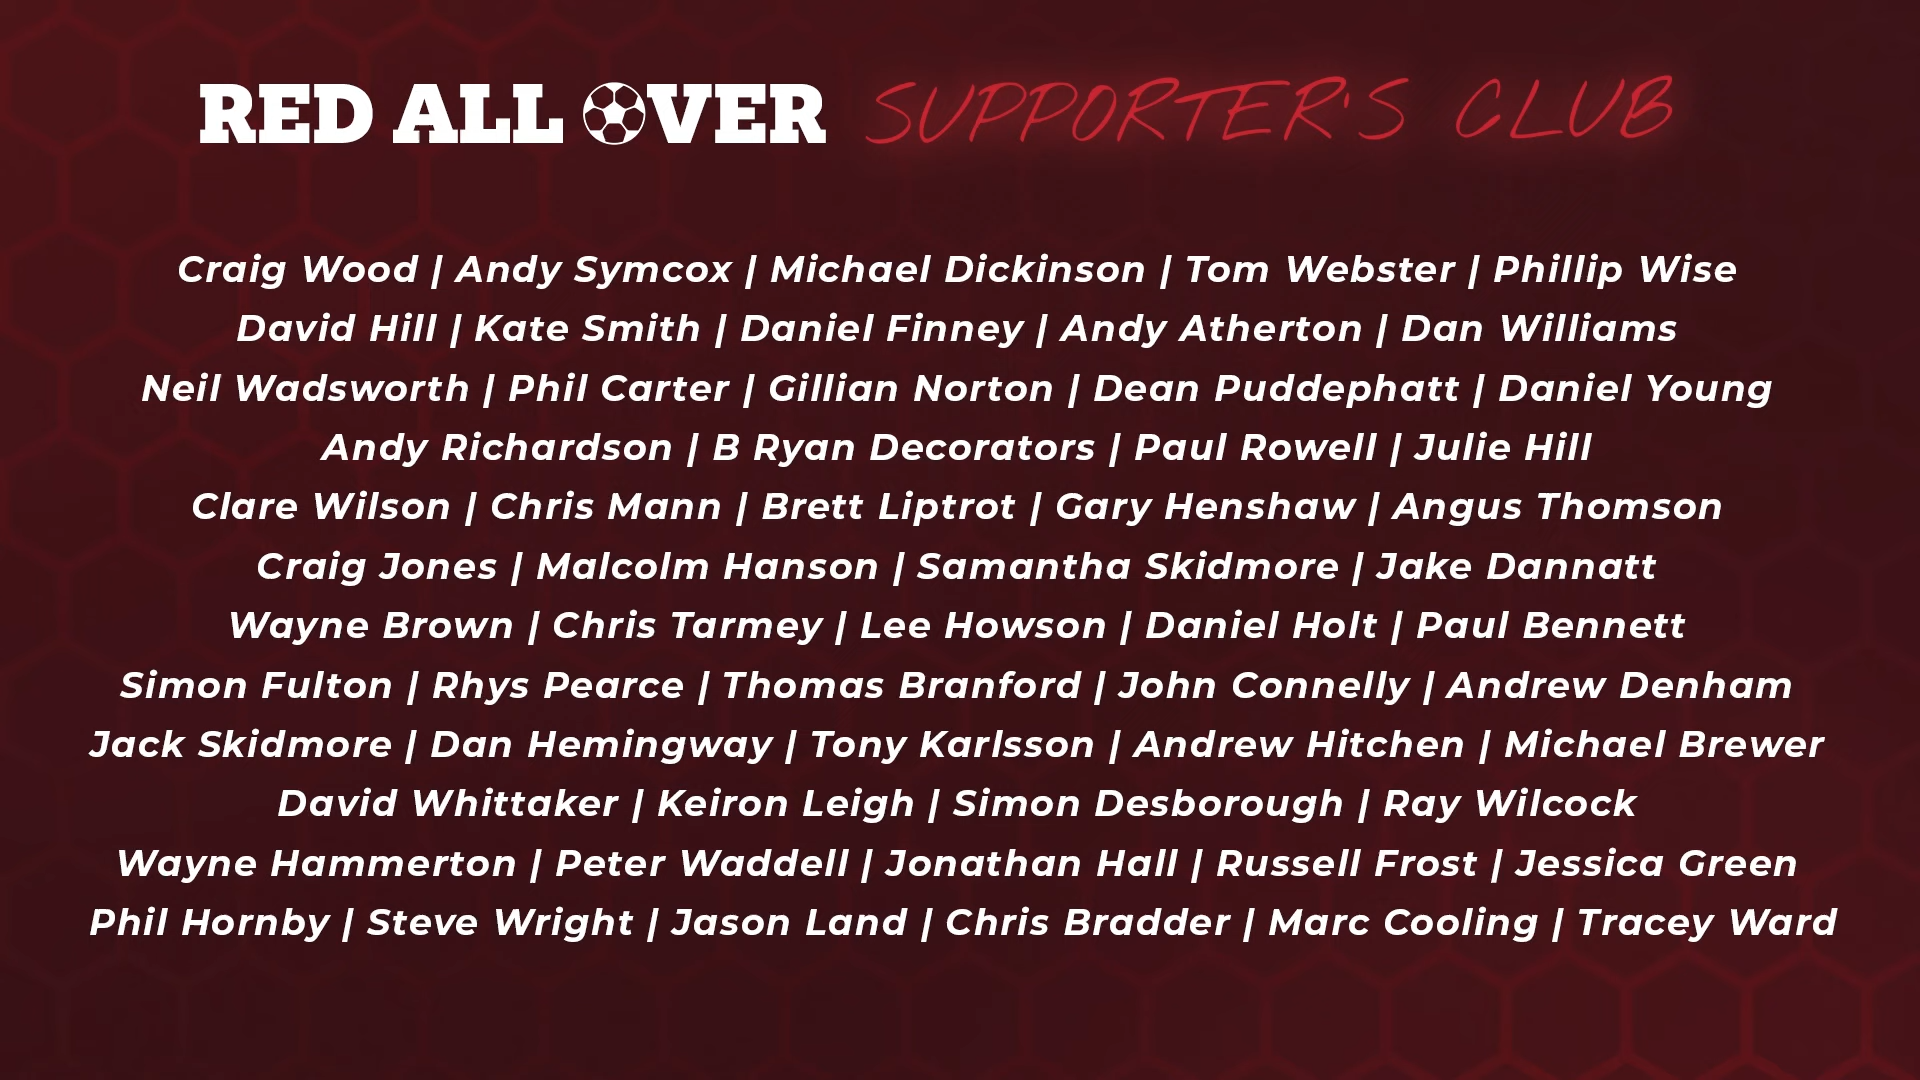 RED ALL OVER SUPPORTER'S CLUB
Craig Wood | Andy Symcox | Michael Dickinson | Tom Webster | Phillip Wise
David Hill | Kate Smith | Daniel Finney | Andy Atherton | Dan Williams
Neil Wadsworth | Phil Carter | Gillian Norton | Dean Puddephatt | Daniel Young
Andy Richardson | B Ryan Decorators | Paul Rowell | Julie Hill
Clare Wilson | Chris Mann | Brett Liptrot | Gary Henshaw | Angus Thomson
Craig Jones | Malcolm Hanson | Samantha Skidmore | Jake Dannatt
Wayne Brown | Chris Tarmey | Lee Howson | Daniel Holt | Paul Bennett
Simon Fulton | Rhys Pearce | Thomas Branford | John Connelly | Andrew Denham
Jack Skidmore | Dan Hemingway | Tony Karlsson | Andrew Hitchen | Michael Brewer
David Whittaker | Keiron Leigh | Simon Desborough | Ray Wilcock
Wayne Hammerton | Peter Waddell | Jonathan Hall | Russell Frost | Jessica Green
Phil Hornby | Steve Wright | Jason Land | Chris Bradder | Marc Cooling | Tracey Ward